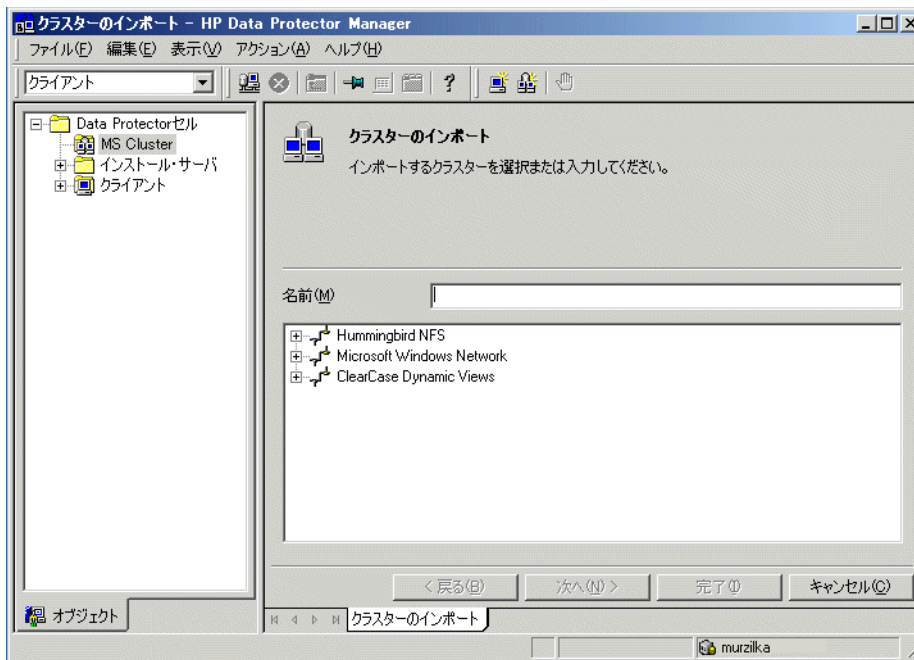 クラスターのインポート - HP Data Protector Manager
ファイル(F) 編集(E) 表示(V) アクション(A) ヘルプ(H)
クライアント
Data Protectorセル
MS Cluster
インストール・サーバ
クライアント
クラスターのインポート
インポートするクラスターを選択または入力してください。
名前(M)
Hummingbird NFS
Microsoft Windows Network
ClearCase Dynamic Views
< 戻る(B) 次へ(N) > 完了(I) キャンセル(C)
オブジェクト
クラスターのインポート
murzilka